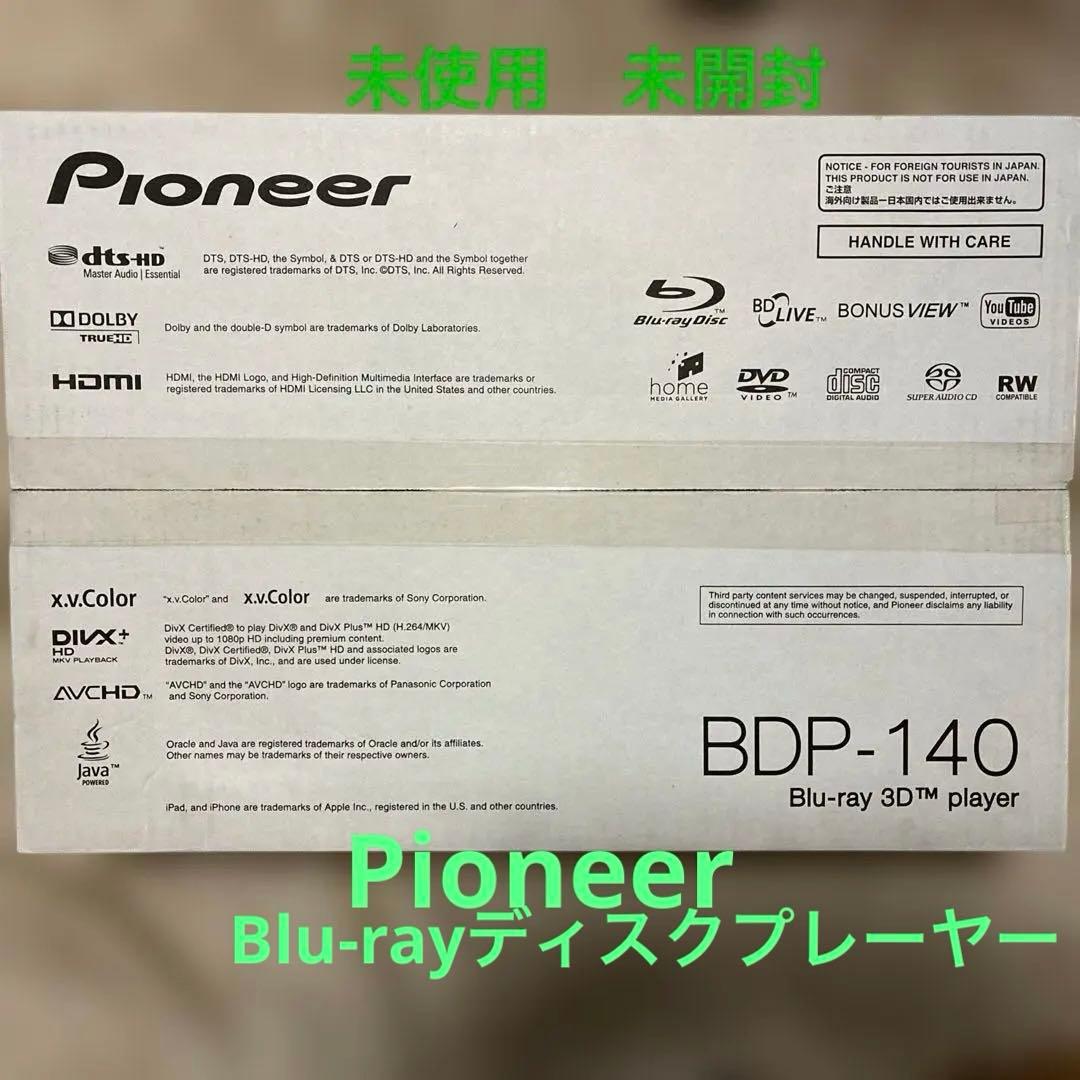 未使用　未開封
Pioneer
NOTICE - FOR FOREIGN TOURISTS IN JAPAN.
THIS PRODUCT IS NOT FOR USE IN JAPAN.
ご注意
海外向け製品ー日本国内ではご使用出来ません。
HANDLE WITH CARE
dts-HD™
Master Audio | Essential
DTS, DTS-HD, the Symbol, & DTS or DTS-HD and the Symbol together
are registered trademarks of DTS, Inc. ©DTS, Inc. All Rights Reserved.
DOLBY
TRUEHD
Dolby and the double-D symbol are trademarks of Dolby Laboratories.
HDMI
HDMI, the HDMI Logo, and High-Definition Multimedia Interface are trademarks or
registered trademarks of HDMI Licensing LLC in the United States and other countries.
Blu-ray Disc™
BD LIVE™
BONUS VIEW™
YouTube
VIDEOS
home
MEDIA GALLERY
DVD
VIDEO™
COMPACT
disc
DIGITAL AUDIO
SUPER AUDIO CD
RW
COMPATIBLE
x.v.Color
"x.v.Color" and x.v.Color are trademarks of Sony Corporation.
DIVX+
HD
MKV PLAYBACK
DivX Certified® to play DivX® and DivX Plus™ HD (H.264/MKV)
video up to 1080p HD including premium content.
DivX®, DivX Certified®, DivX Plus™ HD and associated logos are
trademarks of DivX, Inc., and are used under license.
AVCHD™
"AVCHD" and the "AVCHD" logo are trademarks of Panasonic Corporation
and Sony Corporation.
Java™
POWERED
Oracle and Java are registered trademarks of Oracle and/or its affiliates.
Other names may be trademarks of their respective owners.
iPad, and iPhone are trademarks of Apple Inc., registered in the U.S. and other countries.
Third party content services may be changed, suspended, interrupted, or
discontinued at any time without notice, and Pioneer disclaims any liability
in connection with such occurrences.
BDP-140
Blu-ray 3D™ player
Pioneer
Blu-rayディスクプレーヤー